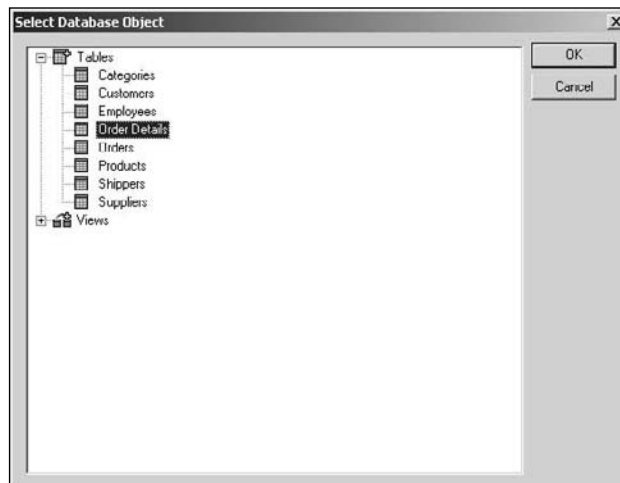 Select Database Object
Tables
Categories
Customers
Employees
Order Details
Orders
Products
Shippers
Suppliers
Views
OK
Cancel